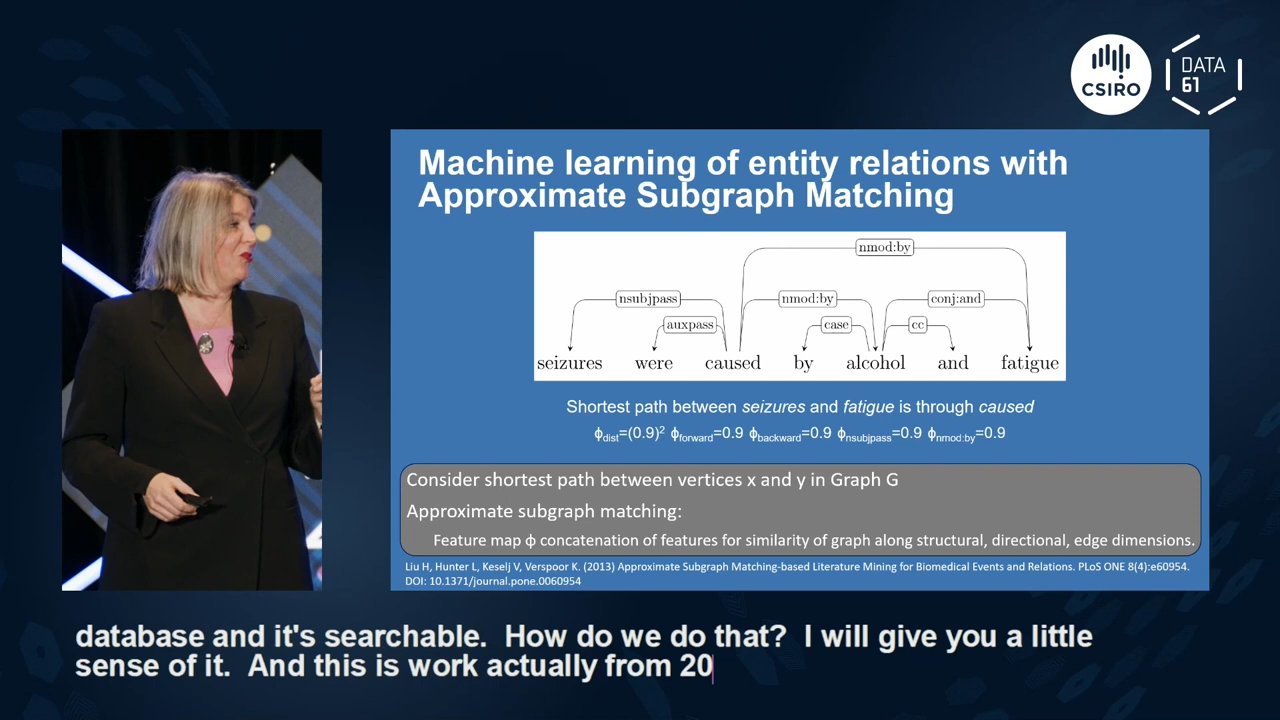 CSIRO
DATA
61
Machine learning of entity relations with
Approximate Subgraph Matching
nmod:by
nsubjpass nmod:by conj:and
auxpass case cc
seizures were caused by alcohol and fatigue
Shortest path between seizures and fatigue is through caused
ϕdist=(0.9)² ϕforward=0.9 ϕbackward=0.9 ϕnsubjpass=0.9 ϕnmod:by=0.9
Consider shortest path between vertices x and y in Graph G
Approximate subgraph matching:
Feature map ϕ concatenation of features for similarity of graph along structural, directional, edge dimensions.
Liu H, Hunter L, Keselj V, Verspoor K. (2013) Approximate Subgraph Matching-based Literature Mining for Biomedical Events and Relations. PLoS ONE 8(4):e60954.
DOI: 10.1371/journal.pone.0060954
database and it's searchable. How do we do that? I will give you a little
sense of it. And this is work actually from 20